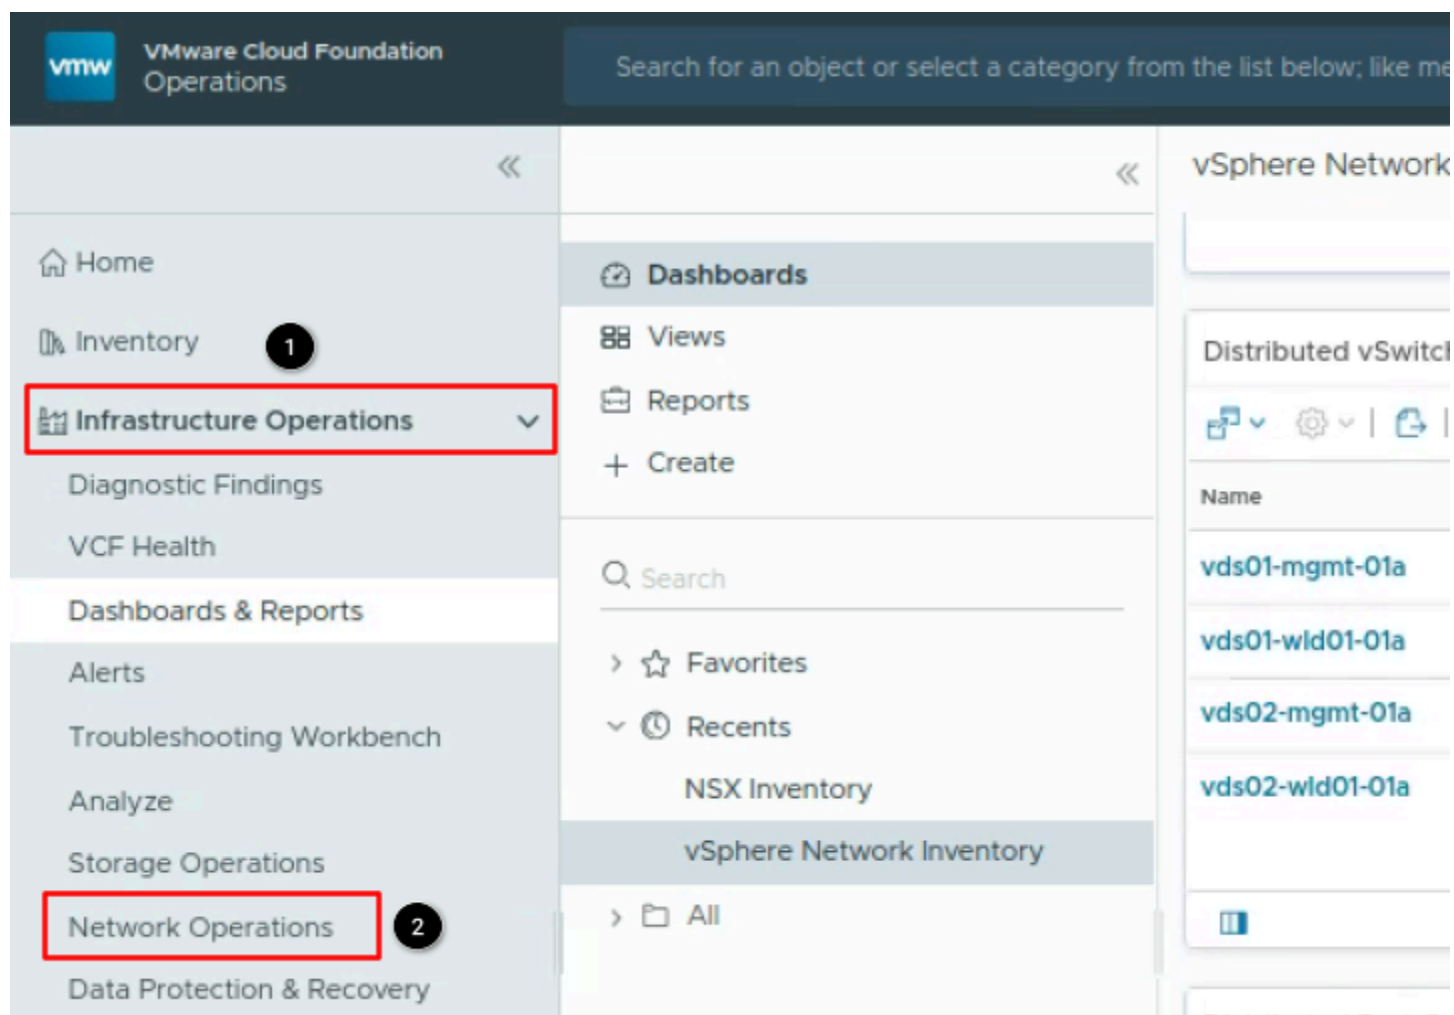 vmw
VMware Cloud Foundation
Operations
Search for an object or select a category from the list below; like me
Home
Inventory
1
Infrastructure Operations
Diagnostic Findings
VCF Health
Dashboards & Reports
Alerts
Troubleshooting Workbench
Analyze
Storage Operations
Network Operations
2
Data Protection & Recovery
Dashboards
Views
Reports
Create
Search
Favorites
Recents
NSX Inventory
vSphere Network Inventory
All
vSphere Network
Distributed vSwitch
Name
vds01-mgmt-01a
vds01-wld01-01a
vds02-mgmt-01a
vds02-wld01-01a